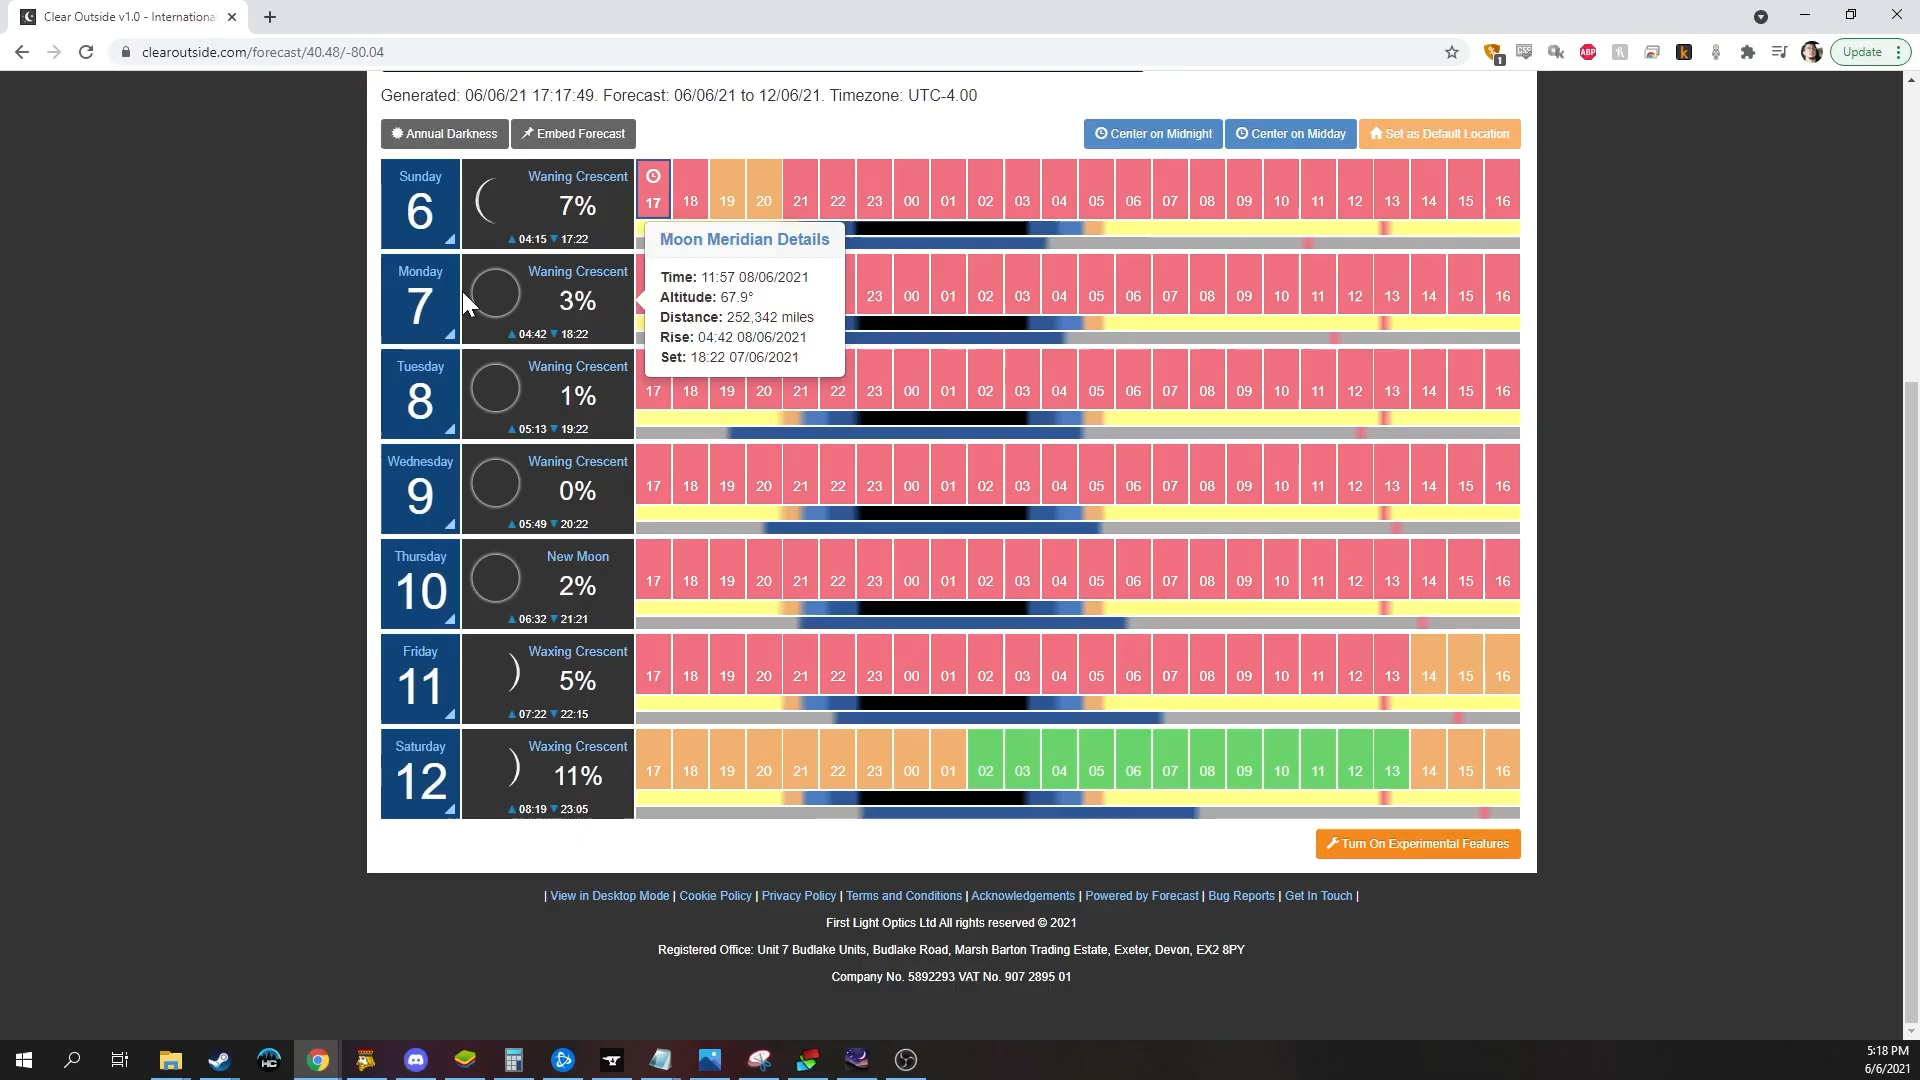 Clear Outside v1.0 - Internationa
clearoutside.com/forecast/40.48/-80.04
1
CSS
ABP
k
Update
Generated: 06/06/21 17:17:49. Forecast: 06/06/21 to 12/06/21. Timezone: UTC-4.00
Annual Darkness
Embed Forecast
Center on Midnight
Center on Midday
Set as Default Location
Sunday
6
Waning Crescent
7%
04:15 17:22
17 18 19 20 21 22 23 00 01 02 03 04 05 06 07 08 09 10 11 12 13 14 15 16
Moon Meridian Details
Time: 11:57 08/06/2021
Altitude: 67.9°
Distance: 252,342 miles
Rise: 04:42 08/06/2021
Set: 18:22 07/06/2021
Monday
7
Waning Crescent
3%
04:42 18:22
23 00 01 02 03 04 05 06 07 08 09 10 11 12 13 14 15 16
Tuesday
8
Waning Crescent
1%
05:13 19:22
17 18 19 20 21 22 23 00 01 02 03 04 05 06 07 08 09 10 11 12 13 14 15 16
Wednesday
9
Waning Crescent
0%
05:49 20:22
17 18 19 20 21 22 23 00 01 02 03 04 05 06 07 08 09 10 11 12 13 14 15 16
Thursday
10
New Moon
2%
06:32 21:21
17 18 19 20 21 22 23 00 01 02 03 04 05 06 07 08 09 10 11 12 13 14 15 16
Friday
11
Waxing Crescent
5%
07:22 22:15
17 18 19 20 21 22 23 00 01 02 03 04 05 06 07 08 09 10 11 12 13 14 15 16
Saturday
12
Waxing Crescent
11%
08:19 23:05
17 18 19 20 21 22 23 00 01 02 03 04 05 06 07 08 09 10 11 12 13 14 15 16
Turn On Experimental Features
| View in Desktop Mode | Cookie Policy | Privacy Policy | Terms and Conditions | Acknowledgements | Powered by Forecast | Bug Reports | Get In Touch |
First Light Optics Ltd All rights reserved © 2021
Registered Office: Unit 7 Budlake Units, Budlake Road, Marsh Barton Trading Estate, Exeter, Devon, EX2 8PY
Company No. 5892293 VAT No. 907 2895 01
HC
5:18 PM
6/6/2021